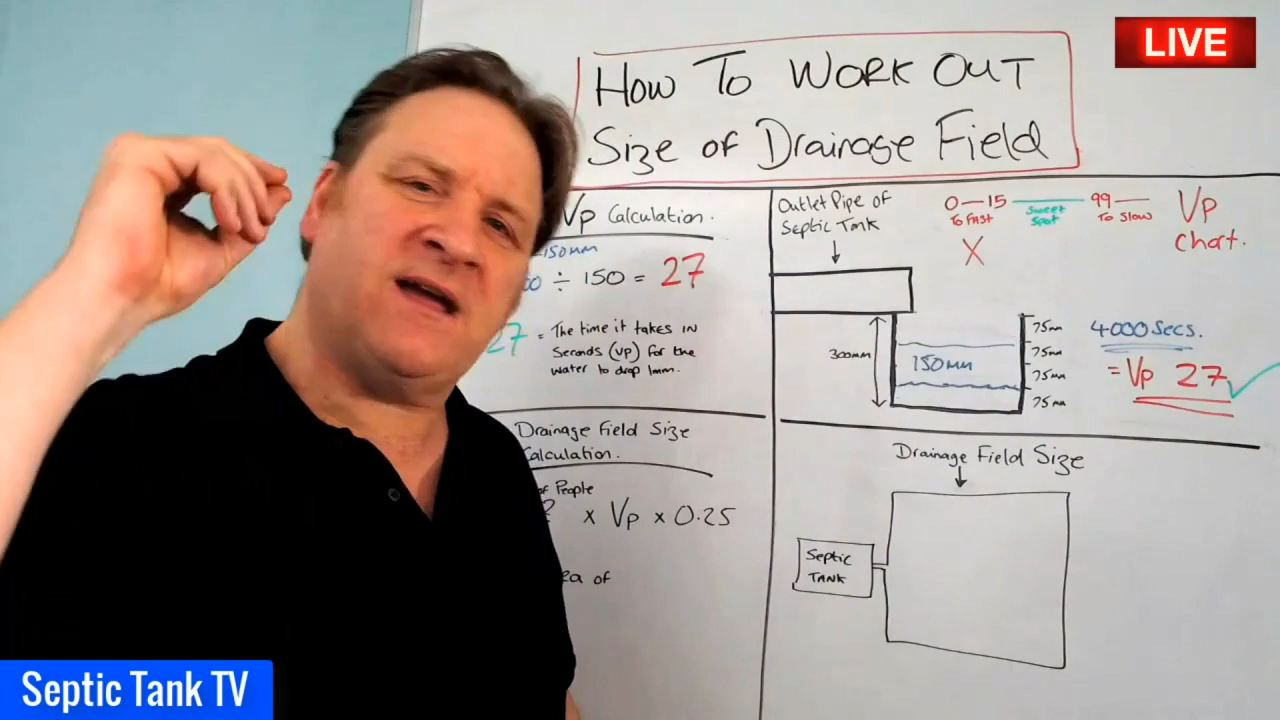 LIVE
How To WORK OUT
Size of Drainage Field
Vp Calculation.
150mm
÷ 150 = 27
27 = The time it takes in
Seconds (vp) for the
water to drop 1mm.
Drainage Field Size
Calculation.
of People
x Vp x 0.25
of
Outlet Pipe of
Septic Tank
0-15 99-
To Fast Sweet Spot To Slow
X
Vp
chart.
300mm
150mm
75mm
75mm
75mm
75mm
4000 Secs.
= Vp 27
Drainage Field Size
Septic
TANK
Septic Tank TV